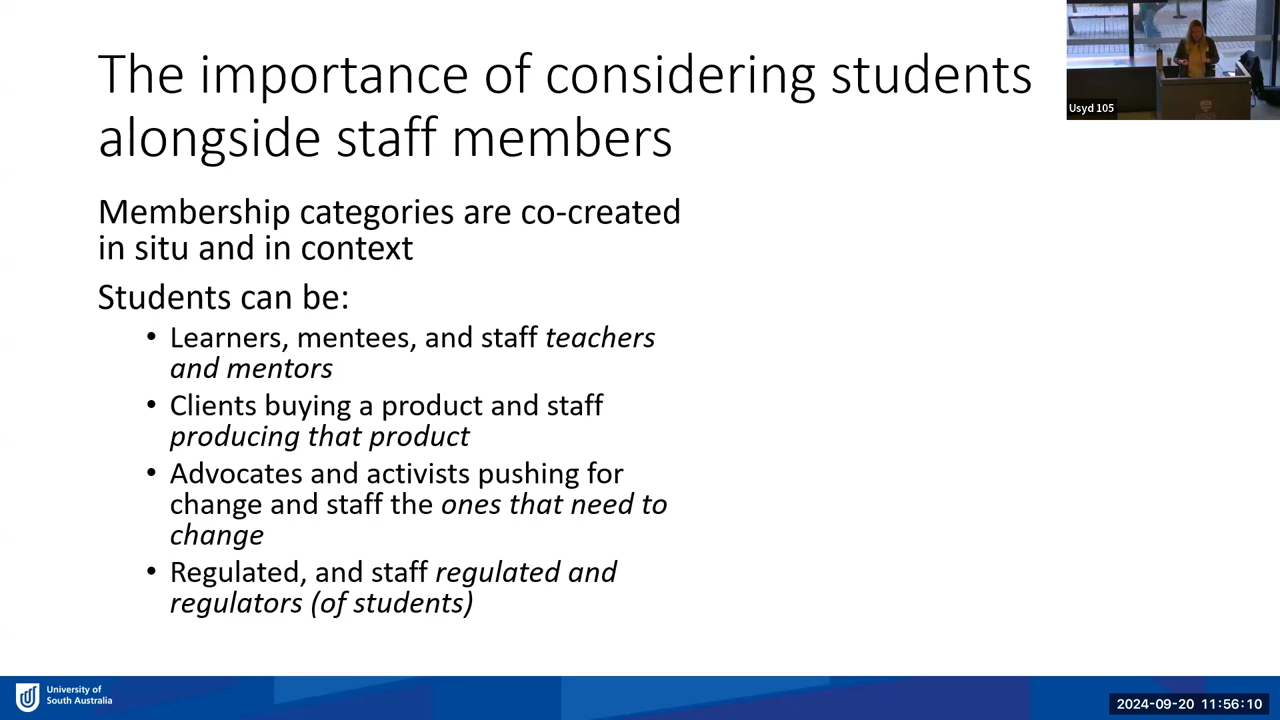 The importance of considering students
alongside staff members
Usyd 105
Membership categories are co-created
in situ and in context
Students can be:
• Learners, mentees, and staff teachers
and mentors
• Clients buying a product and staff
producing that product
• Advocates and activists pushing for
change and staff the ones that need to
change
• Regulated, and staff regulated and
regulators (of students)
University of
South Australia
2024-09-20 11:56:10